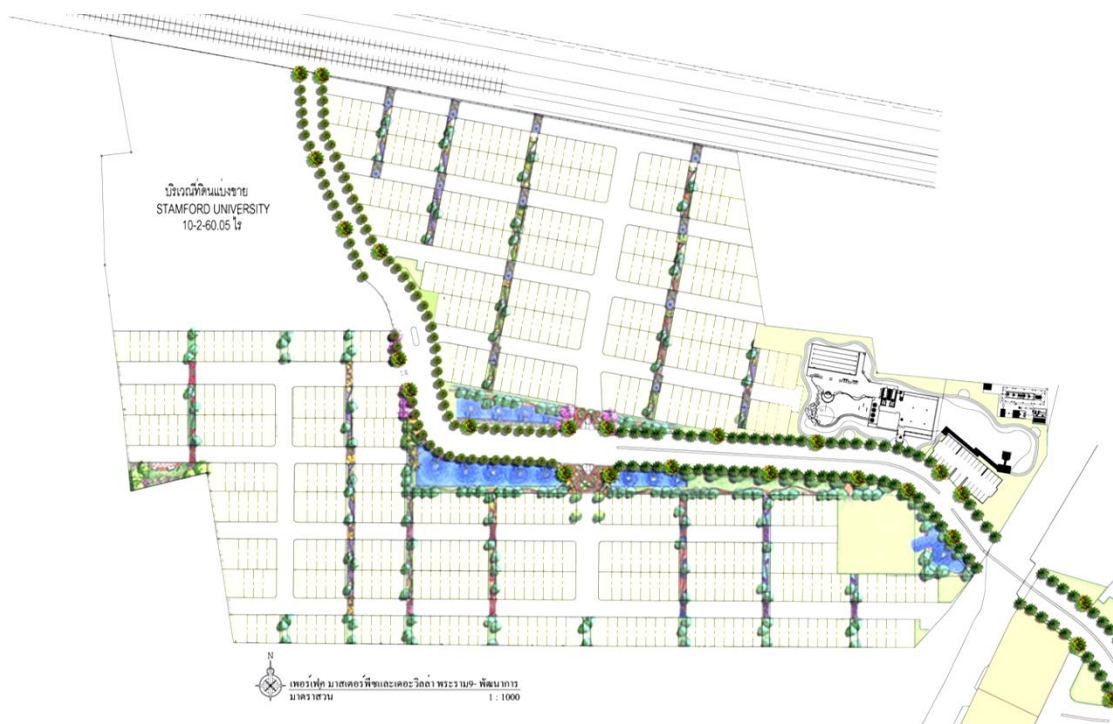 บริเวณที่ดินแบ่งขาย
STAMFORD UNIVERSITY
10-2-60.05 ไร่
N
เพอร์เฟค มาสเตอร์พีซและเดอะวิลล่า พระราม9- พัฒนาการ
มาตราส่วน 1 : 1000